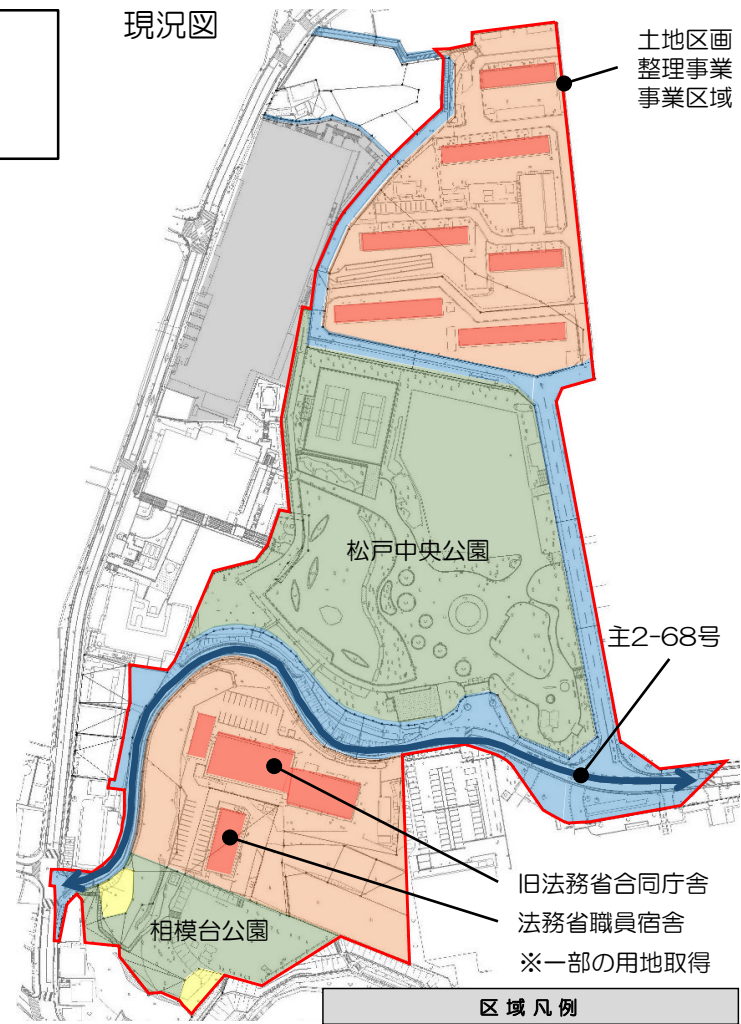 現況図
土地区画
整理事業
事業区域
松戸中央公園
主2-68号
旧法務省合同庁舎
法務省職員宿舎
※一部の用地取得
相模台公園
区域凡例